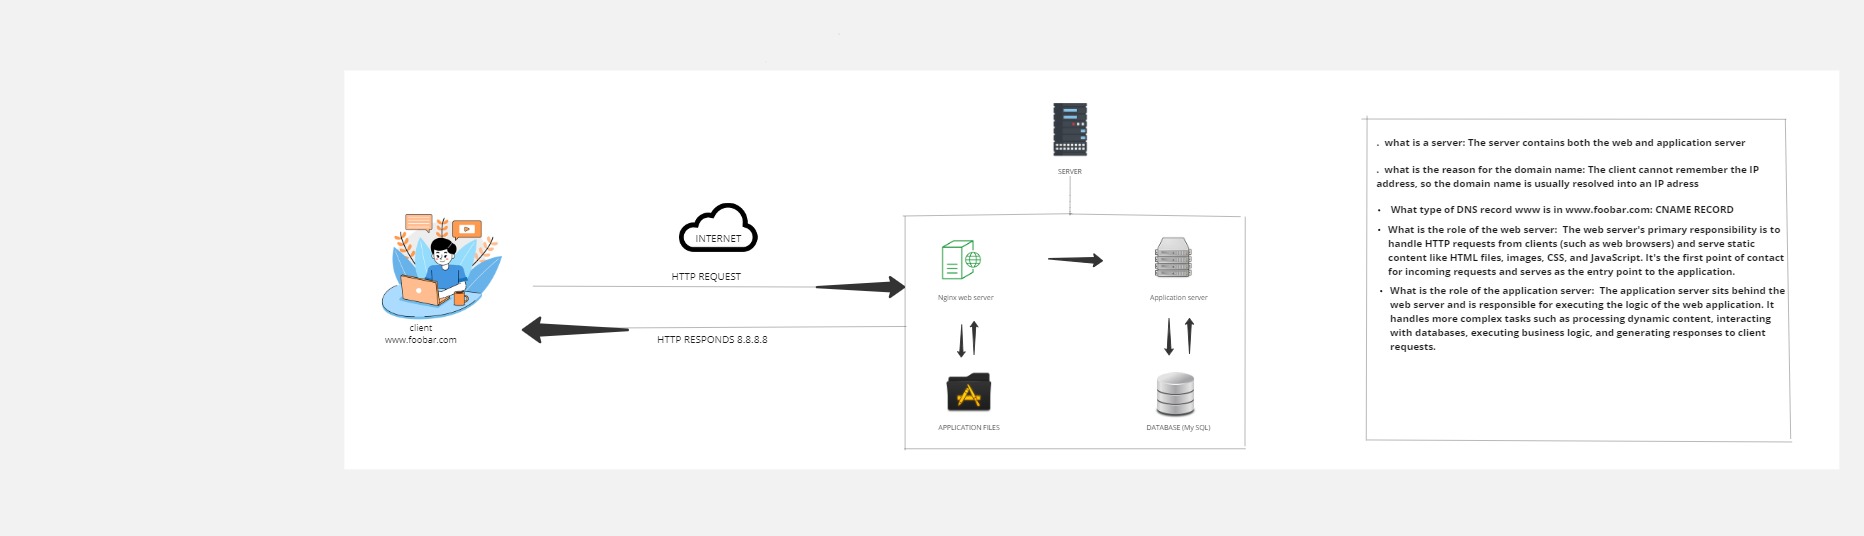 SERVER
INTERNET
HTTP REQUEST
HTTP RESPONDS 8.8.8.8
client
www.foobar.com
Nginx web server
Application server
APPLICATION FILES
DATABASE (My SQL)
. what is a server: The server contains both the web and application server
. what is the reason for the domain name: The client cannot remember the IP
address, so the domain name is usually resolved into an IP adress
• What type of DNS record www is in www.foobar.com: CNAME RECORD
• What is the role of the web server: The web server's primary responsibility is to
handle HTTP requests from clients (such as web browsers) and serve static
content like HTML files, images, CSS, and JavaScript. It's the first point of contact
for incoming requests and serves as the entry point to the application.
• What is the role of the application server: The application server sits behind the
web server and is responsible for executing the logic of the web application. It
handles more complex tasks such as processing dynamic content, interacting
with databases, executing business logic, and generating responses to client
requests.